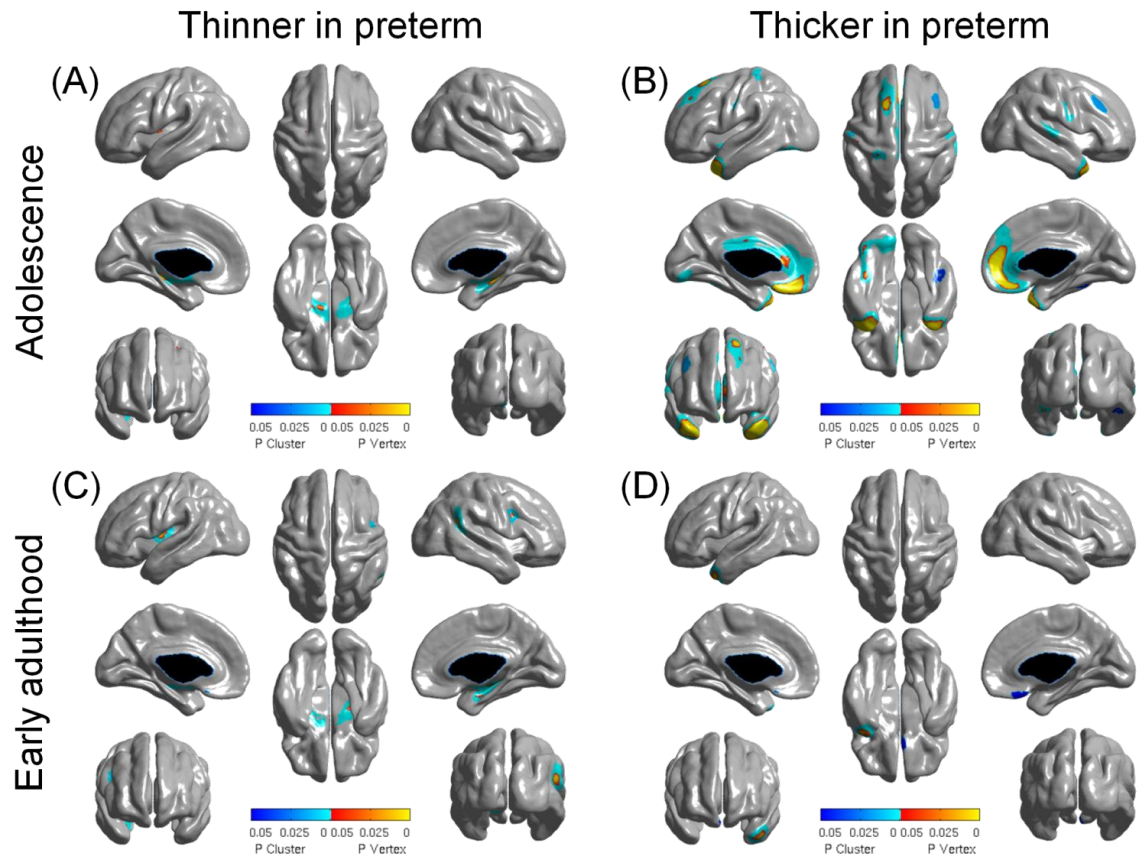 Thinner in preterm
Thicker in preterm
Adolescence
(A)
(B)
0.05 0.025 0 0.05 0.025 0
P Cluster P Vertex
0.05 0.025 0 0.05 0.025 0
P Cluster P Vertex
Early adulthood
(C)
(D)
0.05 0.025 0 0.05 0.025 0
P Cluster P Vertex
0.05 0.025 0 0.05 0.025 0
P Cluster P Vertex